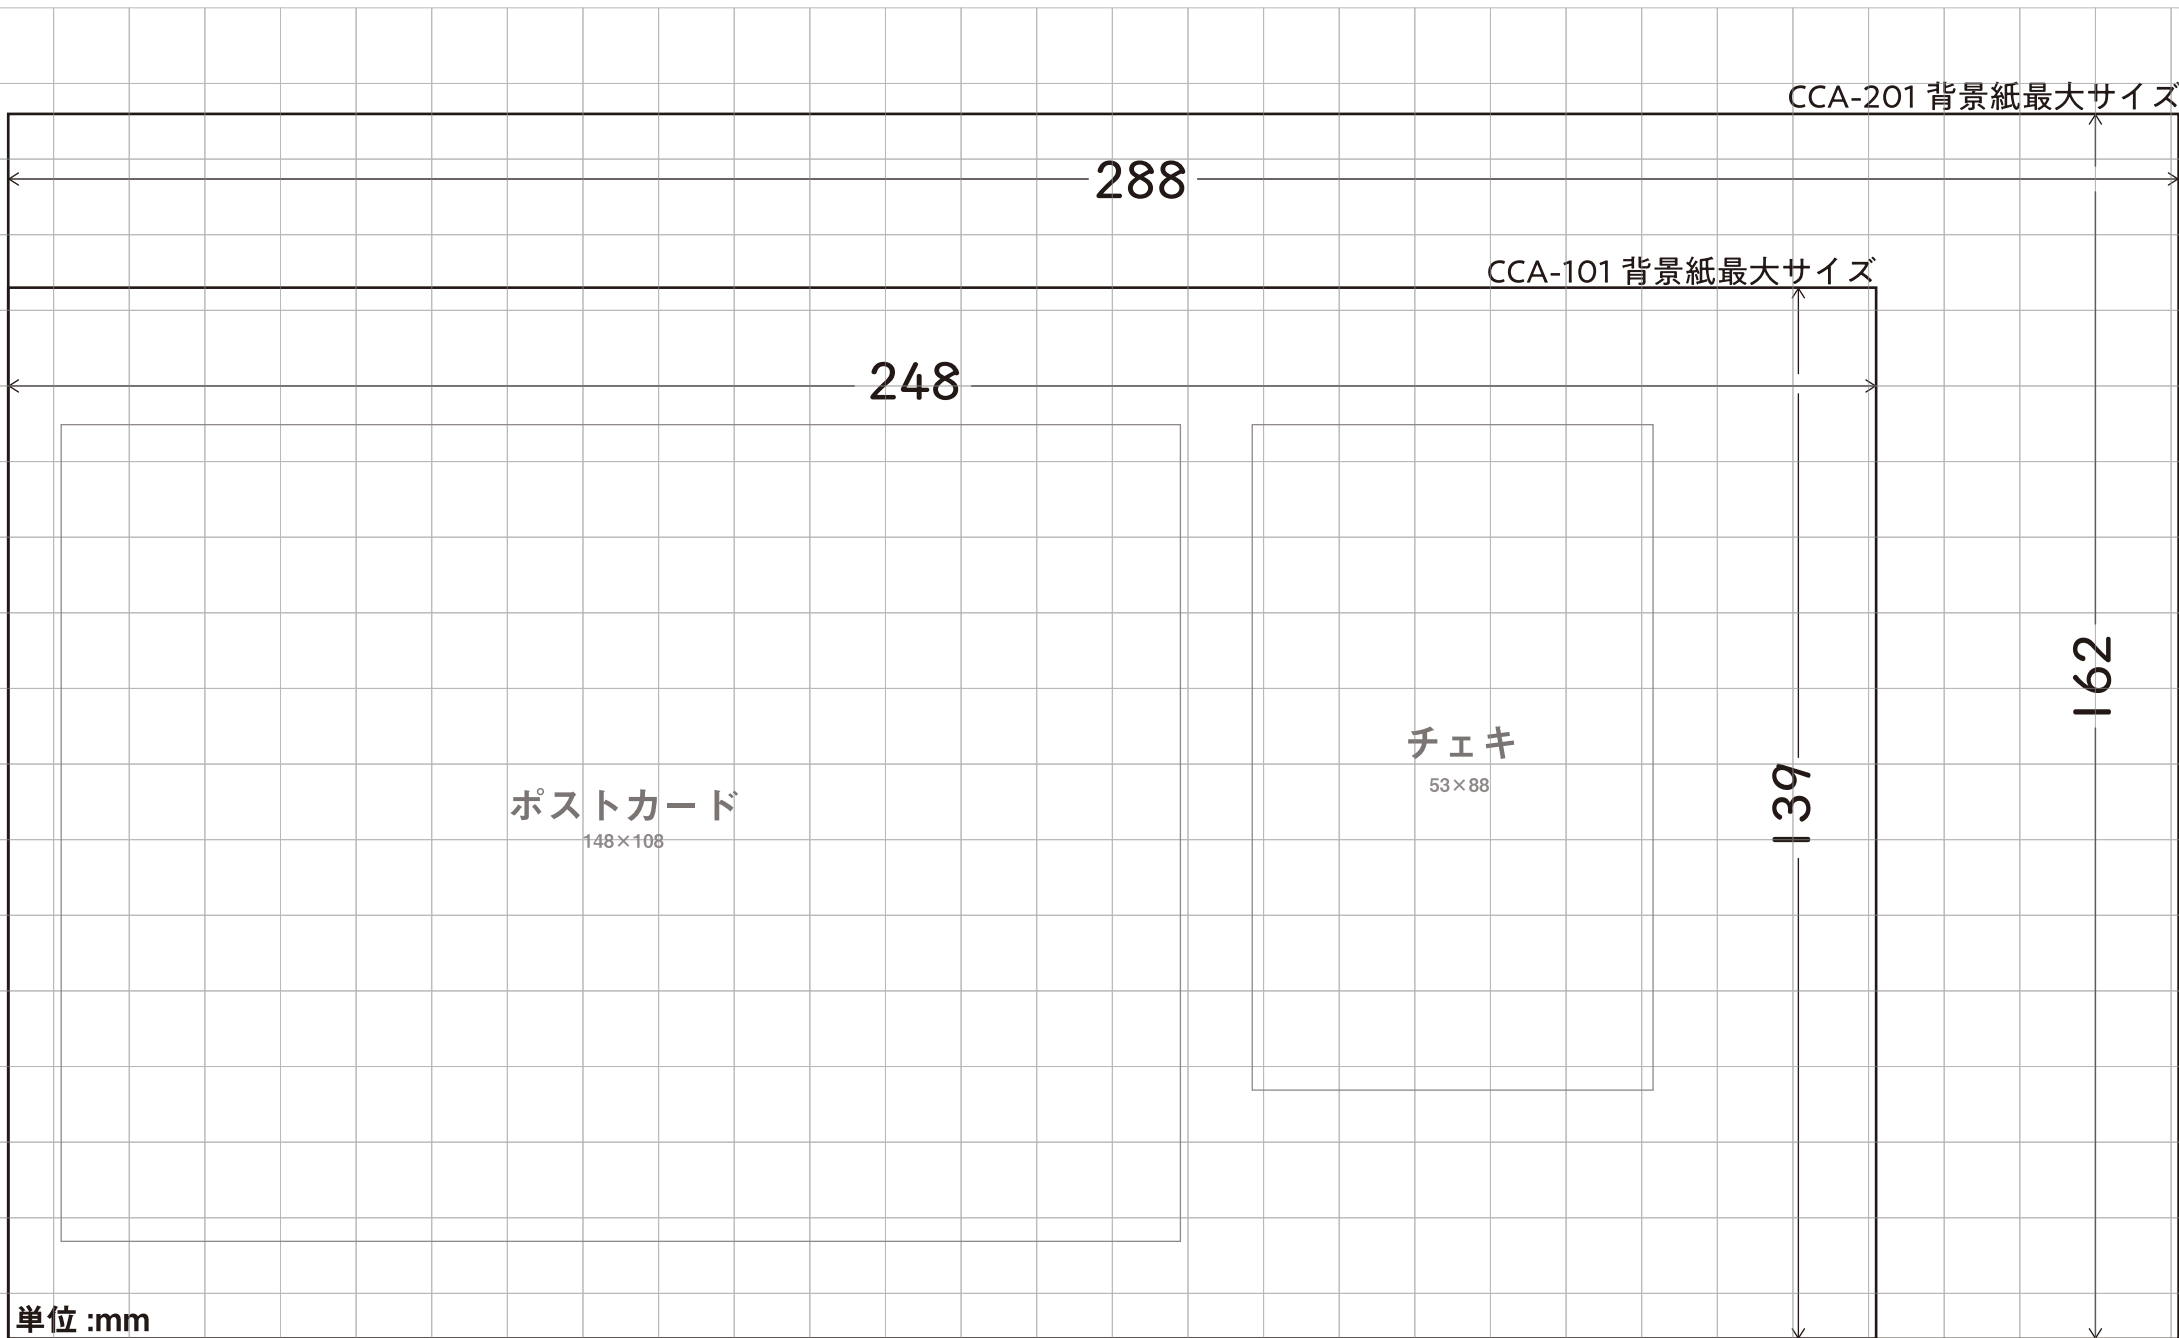 CCA-201 背景紙最大サイズ
288
CCA-101 背景紙最大サイズ
248
162
チェキ
53×88
139
ポストカード
148×108
単位 :mm